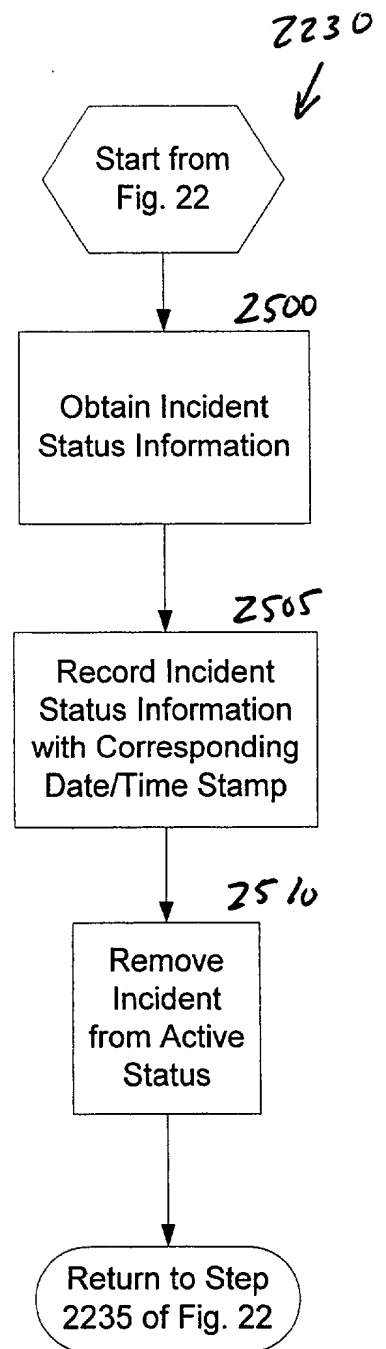 2230
Start from
Fig. 22
2500
Obtain Incident
Status Information
2505
Record Incident
Status Information
with Corresponding
Date/Time Stamp
2510
Remove
Incident
from Active
Status
Return to Step
2235 of Fig. 22